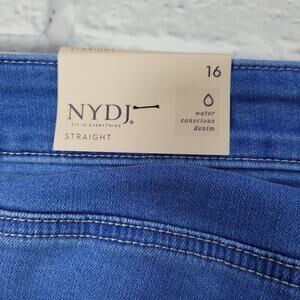 STRAIGHT
16
NYDJ®
FIT IS EVERYTHING
STRAIGHT
water
conscious
denim